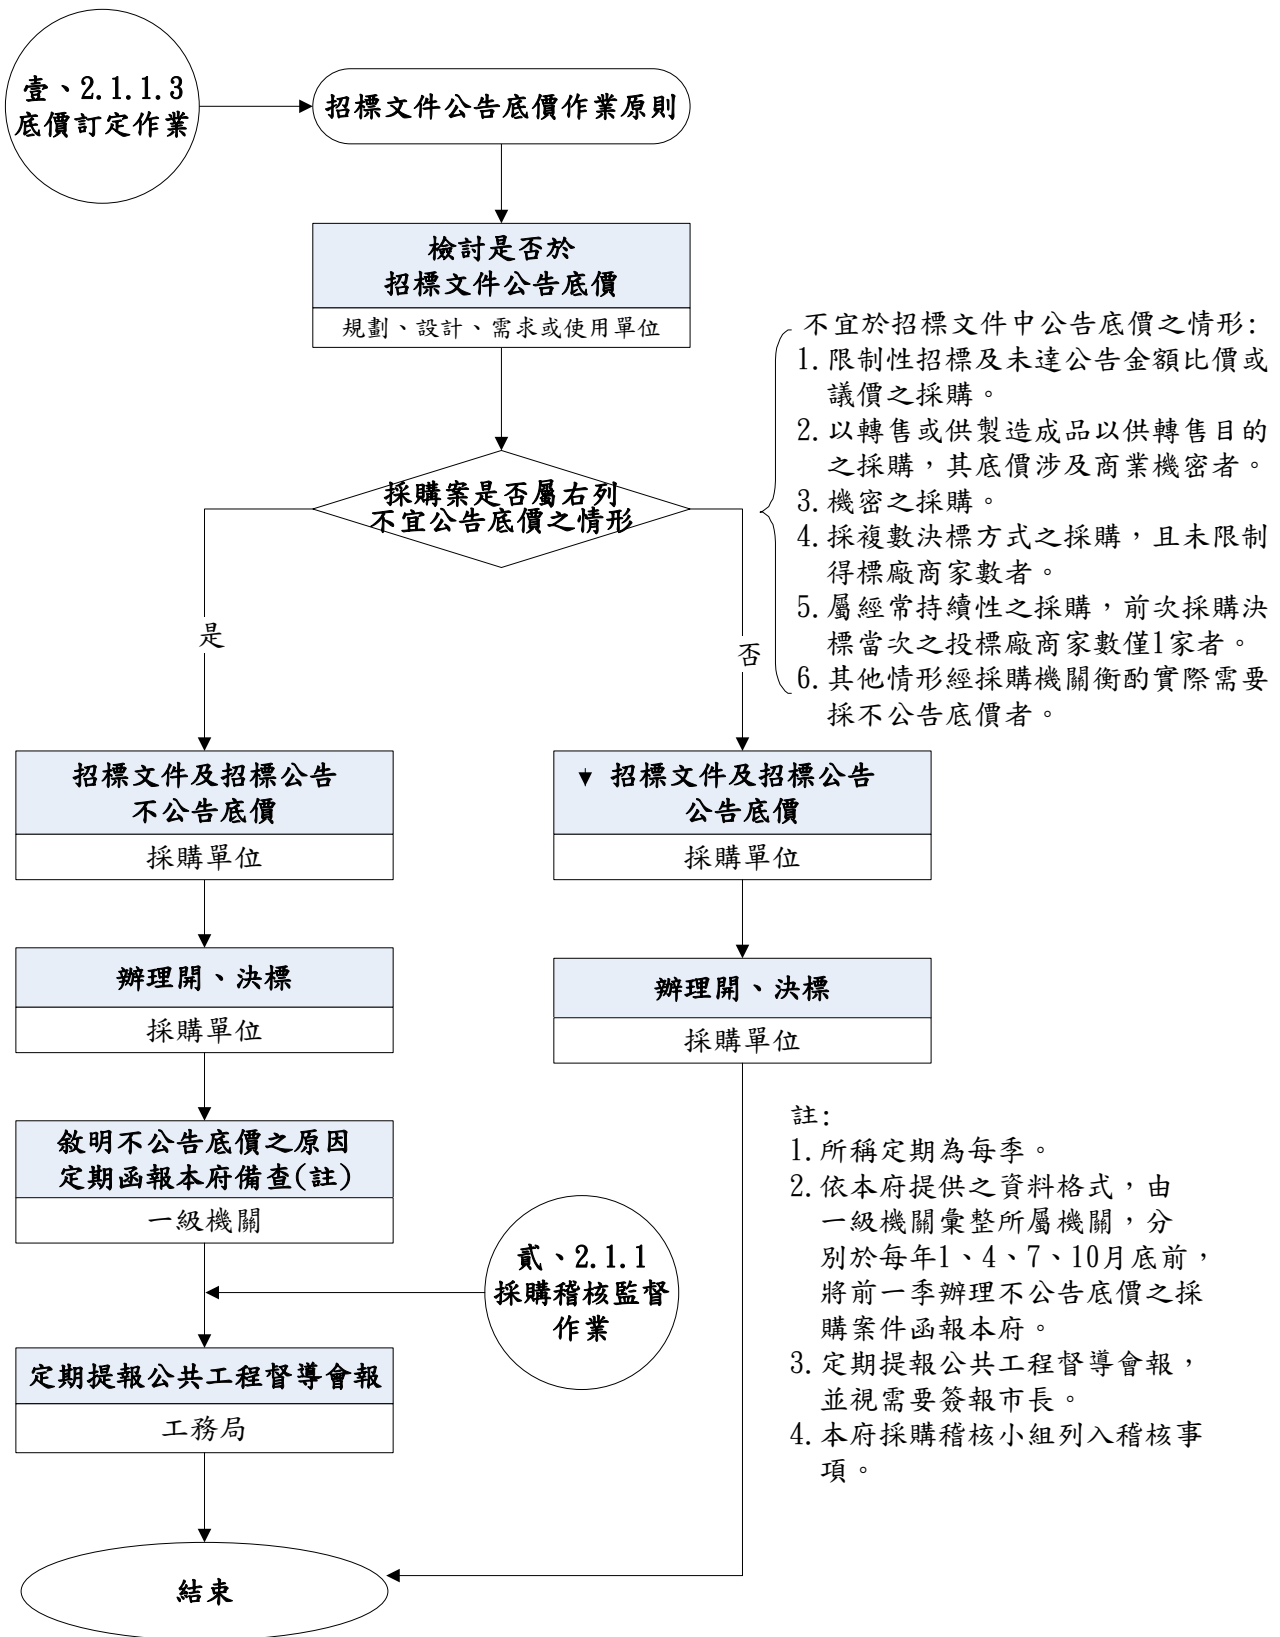 壹、2.1.1.3
底價訂定作業
招標文件公告底價作業原則
檢討是否於
招標文件公告底價
規劃、設計、需求或使用單位
不宜於招標文件中公告底價之情形:
1.限制性招標及未達公告金額比價或
議價之採購。
2.以轉售或供製造成品以供轉售目的
之採購，其底價涉及商業機密者。
3.機密之採購。
4.採複數決標方式之採購，且未限制
得標廠商家數者。
5.屬經常持續性之採購，前次採購決
標當次之投標廠商家數僅1家者。
6.其他情形經採購機關衡酌實際需要
採不公告底價者。
採購案是否屬右列
不宜公告底價之情形
是
否
招標文件及招標公告
不公告底價
採購單位
招標文件及招標公告
公告底價
採購單位
辦理開、決標
採購單位
辦理開、決標
採購單位
敘明不公告底價之原因
定期函報本府備查(註)
一級機關
貳、2.1.1
採購稽核監督
作業
定期提報公共工程督導會報
工務局
結束
註:
1.所稱定期為每季。
2.依本府提供之資料格式，由
一級機關彙整所屬機關，分
別於每年1、4、7、10月底前，
將前一季辦理不公告底價之採
購案件函報本府。
3.定期提報公共工程督導會報，
並視需要簽報市長。
4.本府採購稽核小組列入稽核事
項。